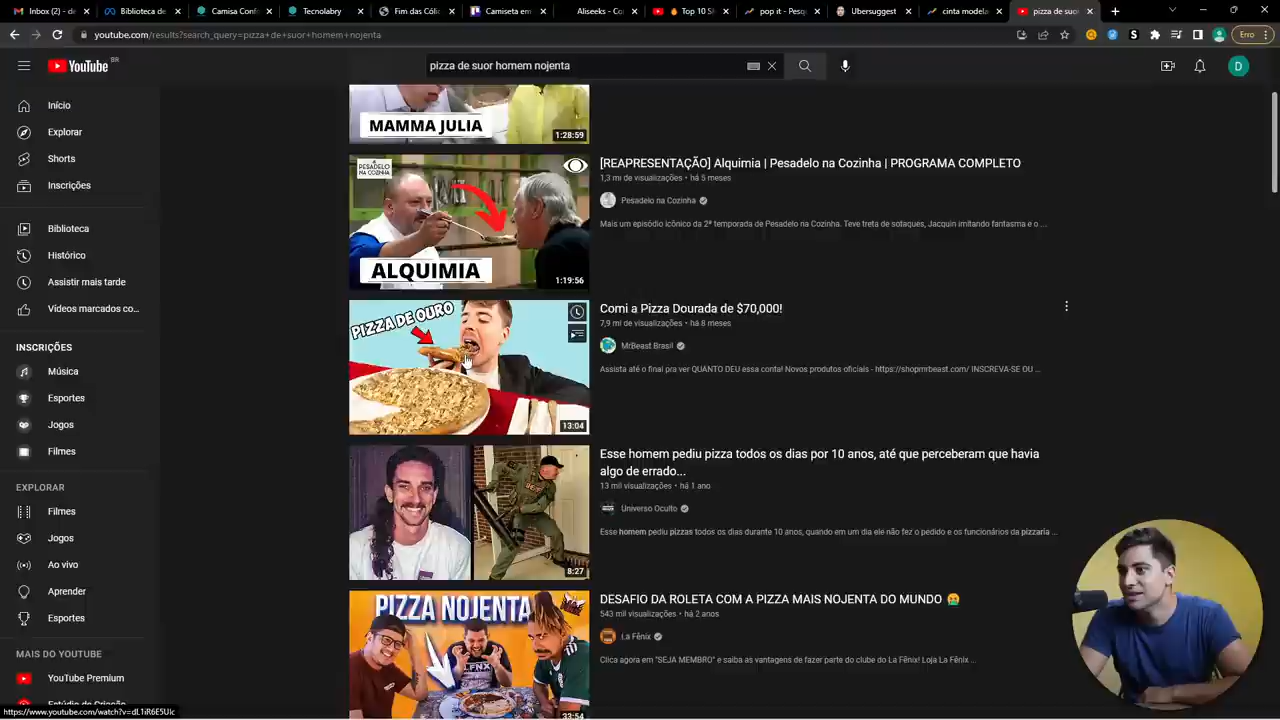 Inbox (2) - d
Biblioteca de
Camisa Conf
Tecnolabry
Fim das Cólic
Camiseta em
Aliseeks - Co
Top 10 Sl
pop it - Pesq
Ubersuggest
cinta modela
pizza de suor
youtube.com/results?search_query=pizza+de+suor+homem+nojenta
Erro
YouTube BR
pizza de suor homem nojenta
D
Início
Explorar
Shorts
Inscrições
Biblioteca
Histórico
Assistir mais tarde
Vídeos marcados co...
INSCRIÇÕES
Música
Esportes
Jogos
Filmes
EXPLORAR
Filmes
Jogos
Ao vivo
Aprender
Esportes
MAIS DO YOUTUBE
YouTube Premium
Estúdio de Criação
https://www.youtube.com/watch?v=dL1iR6E5UIc
MAMMA JULIA
1:28:59
PESADELO NA COZINHA
ALQUIMIA
1:19:56
[REAPRESENTAÇÃO] Alquimia | Pesadelo na Cozinha | PROGRAMA COMPLETO
1,3 mi de visualizações • há 5 meses
Pesadelo na Cozinha
Mais um episódio icônico da 2ª temporada de Pesadelo na Cozinha. Teve treta de sotaques, Jacquin imitando fantasma e o ...
PIZZA DE OURO
13:04
Comi a Pizza Dourada de $70,000!
7,9 mi de visualizações • há 8 meses
MrBeast Brasil
Assista até o final pra ver QUANTO DEU essa conta! Novos produtos oficiais - https://shopmrbeast.com/ INSCREVA-SE OU ...
8:27
Esse homem pediu pizza todos os dias por 10 anos, até que perceberam que havia
algo de errado...
13 mil visualizações • há 1 ano
Universo Oculto
Esse homem pediu pizzas todos os dias durante 10 anos, quando em um dia ele não fez o pedido e os funcionários da pizzaria ...
PIZZA NOJENTA
LFNX
33:54
DESAFIO DA ROLETA COM A PIZZA MAIS NOJENTA DO MUNDO
543 mil visualizações • há 2 anos
La Fênix
Clica agora em "SEJA MEMBRO" e saiba as vantagens de fazer parte do clube do La Fênix! Loja La Fênix ...